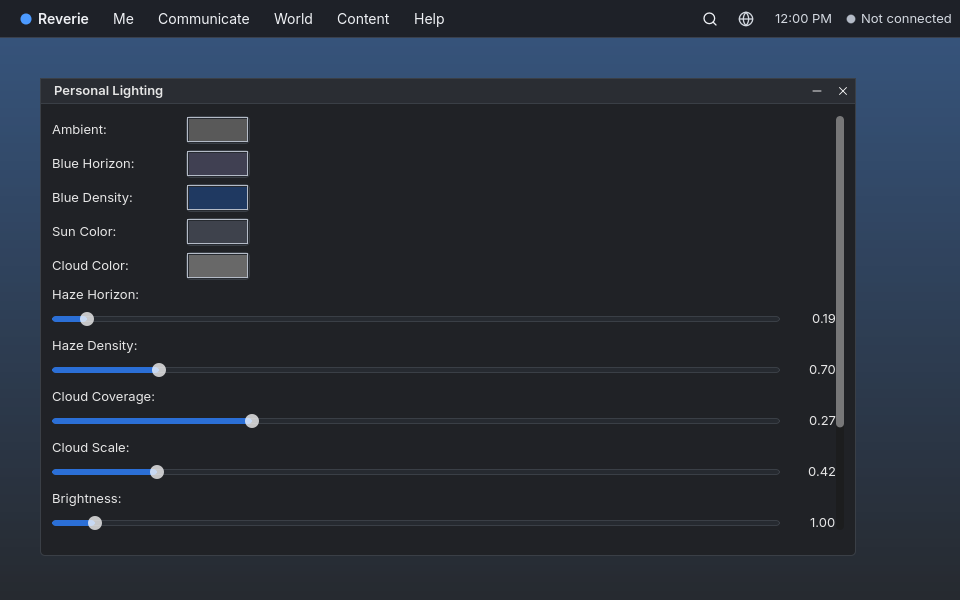 Reverie Me Communicate World Content Help 12:00 PM Not connected
Personal Lighting
Ambient:
Blue Horizon:
Blue Density:
Sun Color:
Cloud Color:
Haze Horizon:
0.19
Haze Density:
0.70
Cloud Coverage:
0.27
Cloud Scale:
0.42
Brightness:
1.00